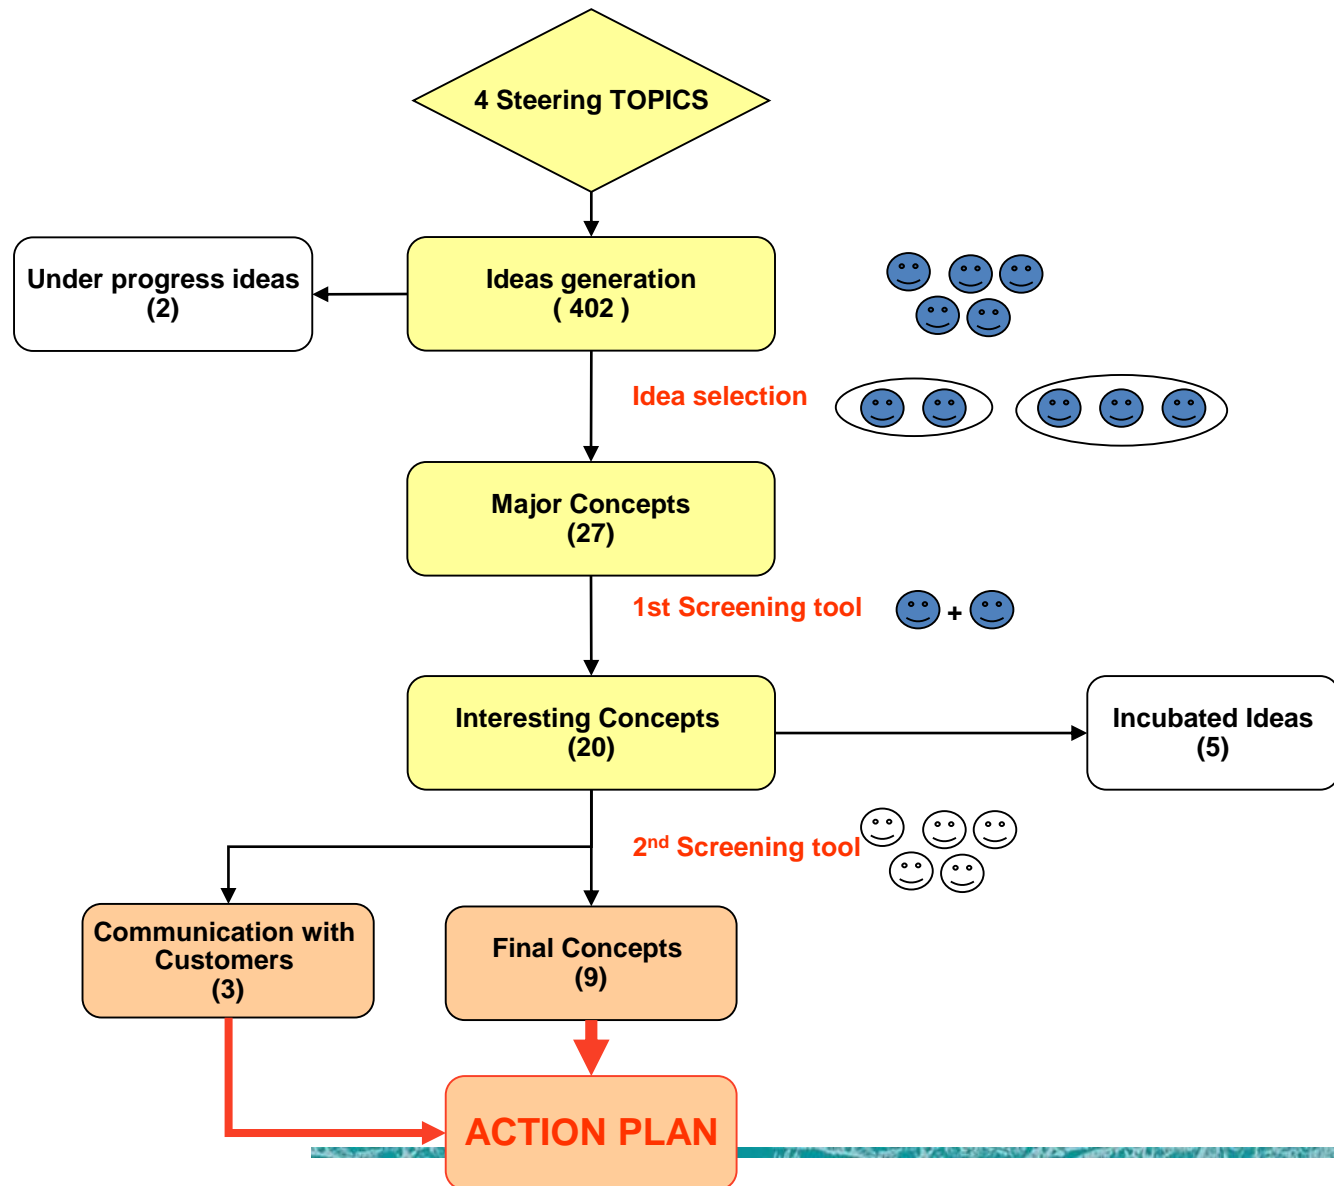 4 Steering TOPICS
Under progress ideas
(2)
Ideas generation
( 402 )
Idea selection
Major Concepts
(27)
1st Screening tool
+
Interesting Concepts
(20)
Incubated Ideas
(5)
2nd Screening tool
Communication with
Customers
(3)
Final Concepts
(9)
ACTION PLAN